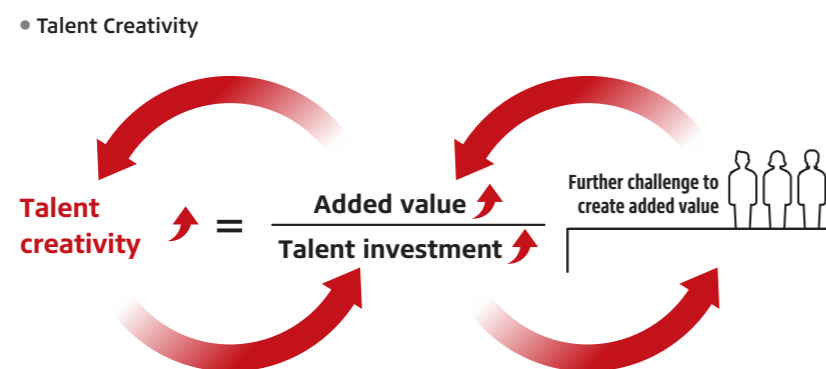 • Talent Creativity
Talent
creativity
=
Added value
Talent investment
Further challenge to
create added value